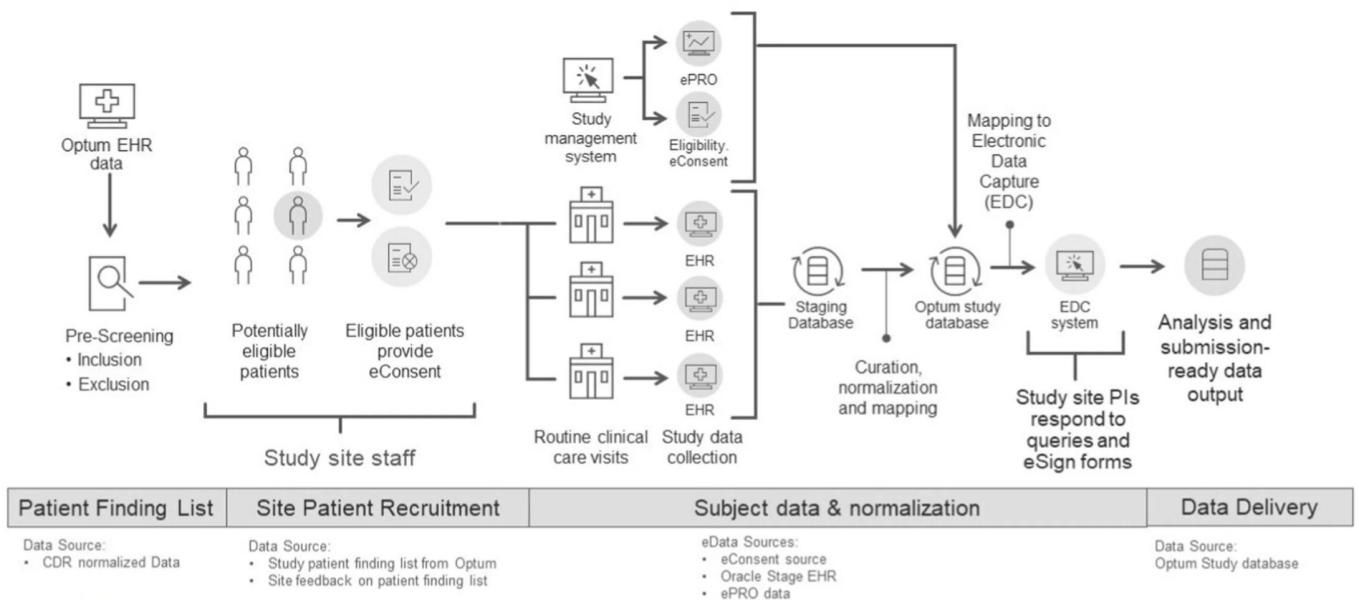 Optum EHR
data
Pre-Screening
• Inclusion
• Exclusion
Potentially
eligible
patients
Eligible patients
provide
eConsent
Study site staff
Study
management
system
ePRO
Eligibility.
eConsent
EHR
EHR
EHR
Routine clinical
care visits
Study data
collection
Staging
Database
Curation,
normalization
and mapping
Optum study
database
Mapping to
Electronic
Data
Capture
(EDC)
EDC
system
Study site PIs
respond to
queries and
eSign forms
Analysis and
submission-
ready data
output
Patient Finding List
Site Patient Recruitment
Subject data & normalization
Data Delivery
Data Source:
• CDR normalized Data
Data Source:
• Study patient finding list from Optum
• Site feedback on patient finding list
eData Sources:
• eConsent source
• Oracle Stage EHR
• ePRO data
Data Source:
Optum Study database